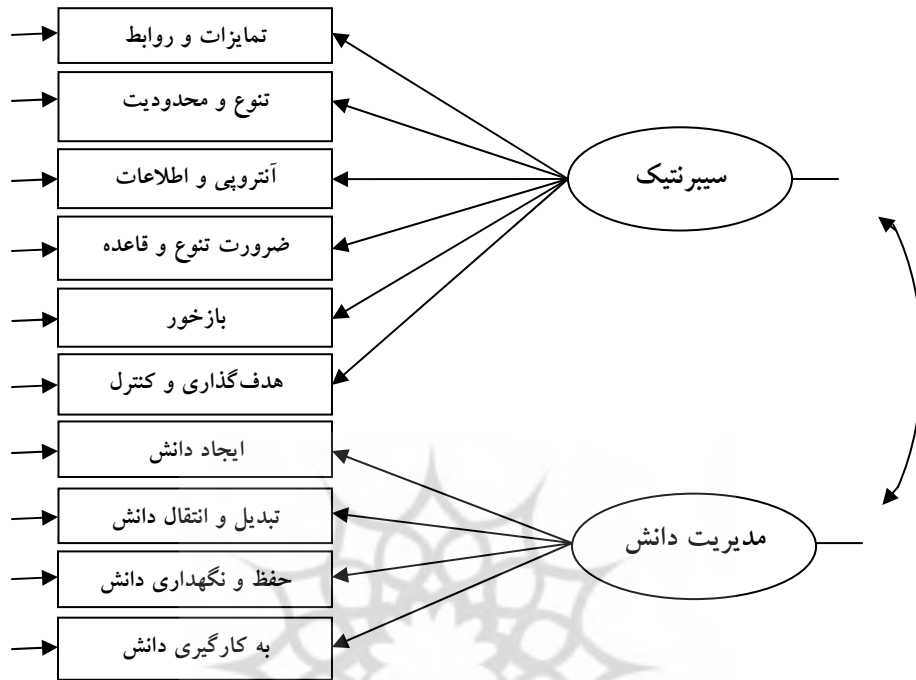 تمایزات و روابط
تنوع و محدودیت
آنتروپی و اطلاعات
ضرورت تنوع و قاعده
بازخور
هدف‌گذاری و کنترل
سیبرنتیک
ایجاد دانش
تبدیل و انتقال دانش
حفظ و نگهداری دانش
به کارگیری دانش
مدیریت دانش